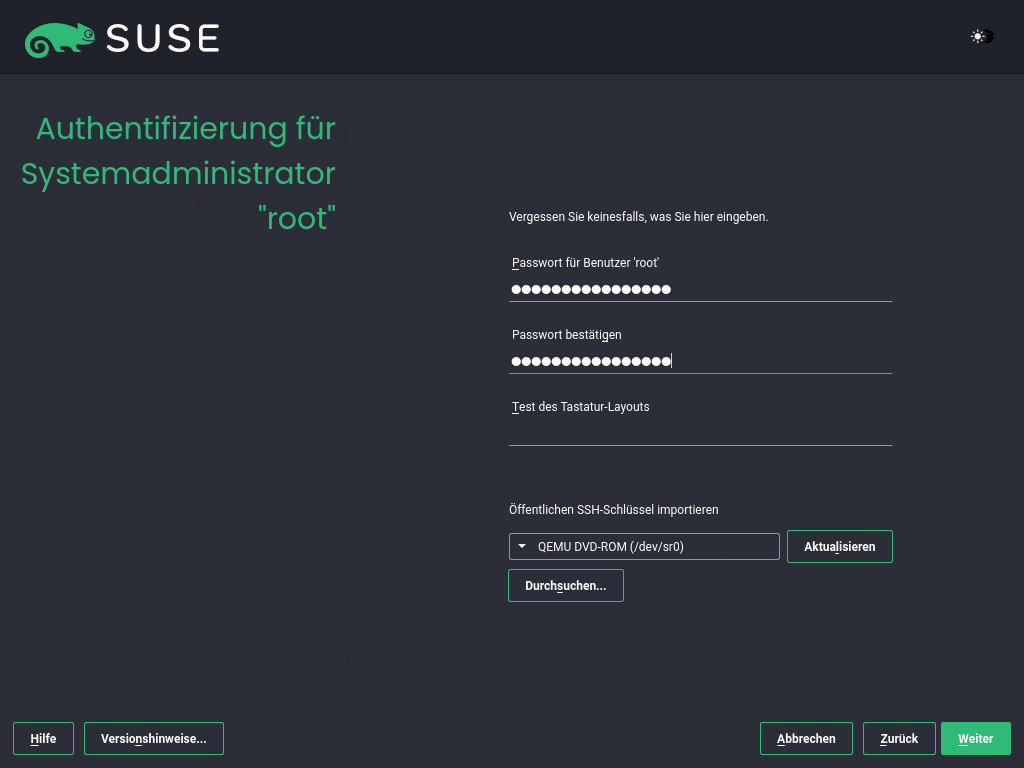 SUSE
Authentifizierung für
Systemadministrator
"root"
Vergessen Sie keinesfalls, was Sie hier eingeben.
Passwort für Benutzer 'root'
●●●●●●●●●●●●●●●●
Passwort bestätigen
●●●●●●●●●●●●●●●●
Test des Tastatur-Layouts
Öffentlichen SSH-Schlüssel importieren
QEMU DVD-ROM (/dev/sr0)
Aktualisieren
Durchsuchen...
Hilfe
Versionshinweise...
Abbrechen
Zurück
Weiter